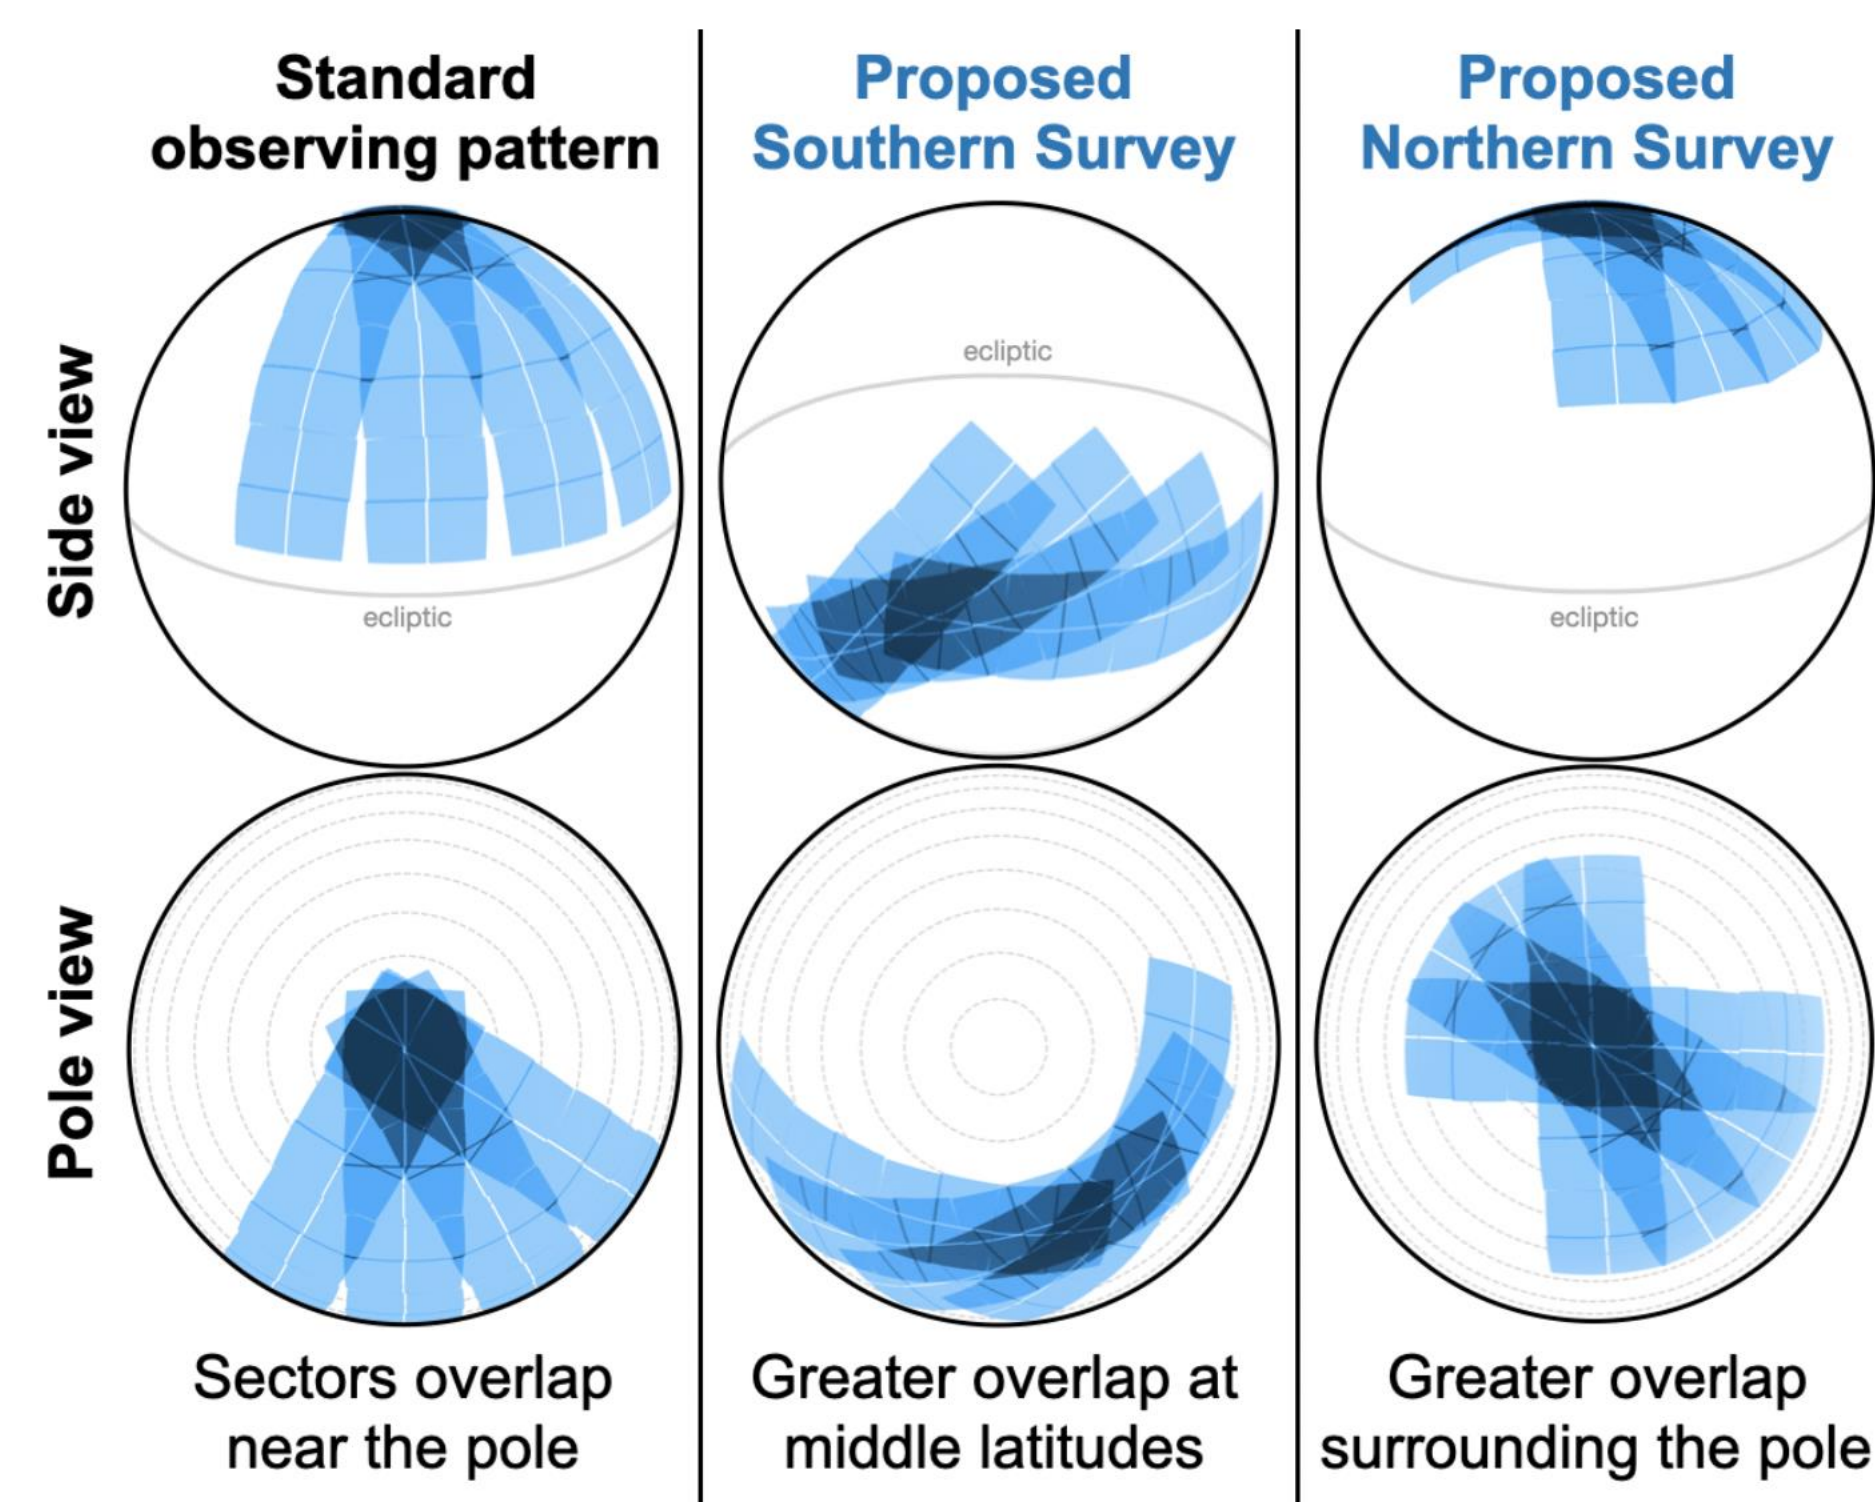 Standard
observing pattern
Proposed
Southern Survey
Proposed
Northern Survey
Side view
ecliptic
ecliptic
ecliptic
Pole view
Sectors overlap
near the pole
Greater overlap at
middle latitudes
Greater overlap
surrounding the pole